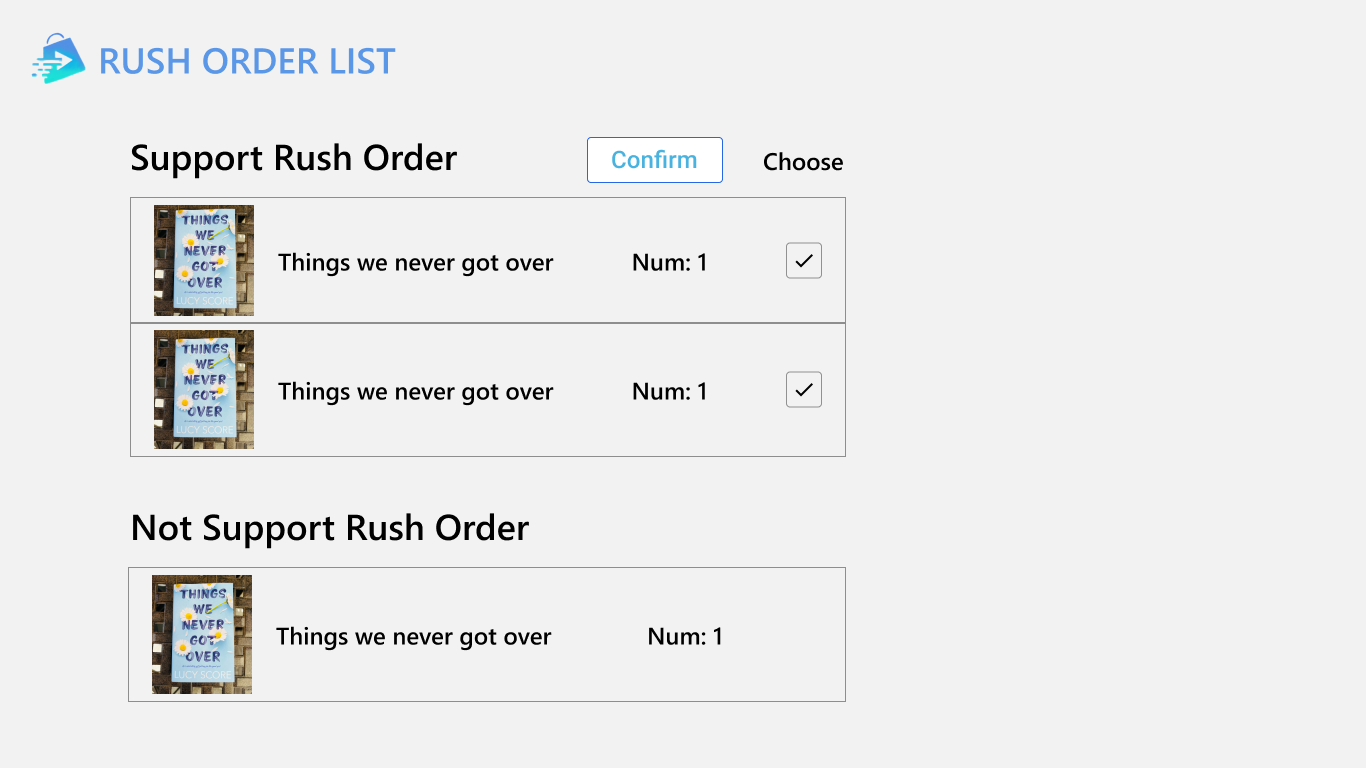 RUSH ORDER LIST
Support Rush Order
Confirm
Choose
THINGS
WE
NEVER
GOT
OVER
LUCY SCORE
Things we never got over
Num: 1
THINGS
WE
NEVER
GOT
OVER
LUCY SCORE
Things we never got over
Num: 1
Not Support Rush Order
THINGS
WE
NEVER
GOT
OVER
LUCY SCORE
Things we never got over
Num: 1